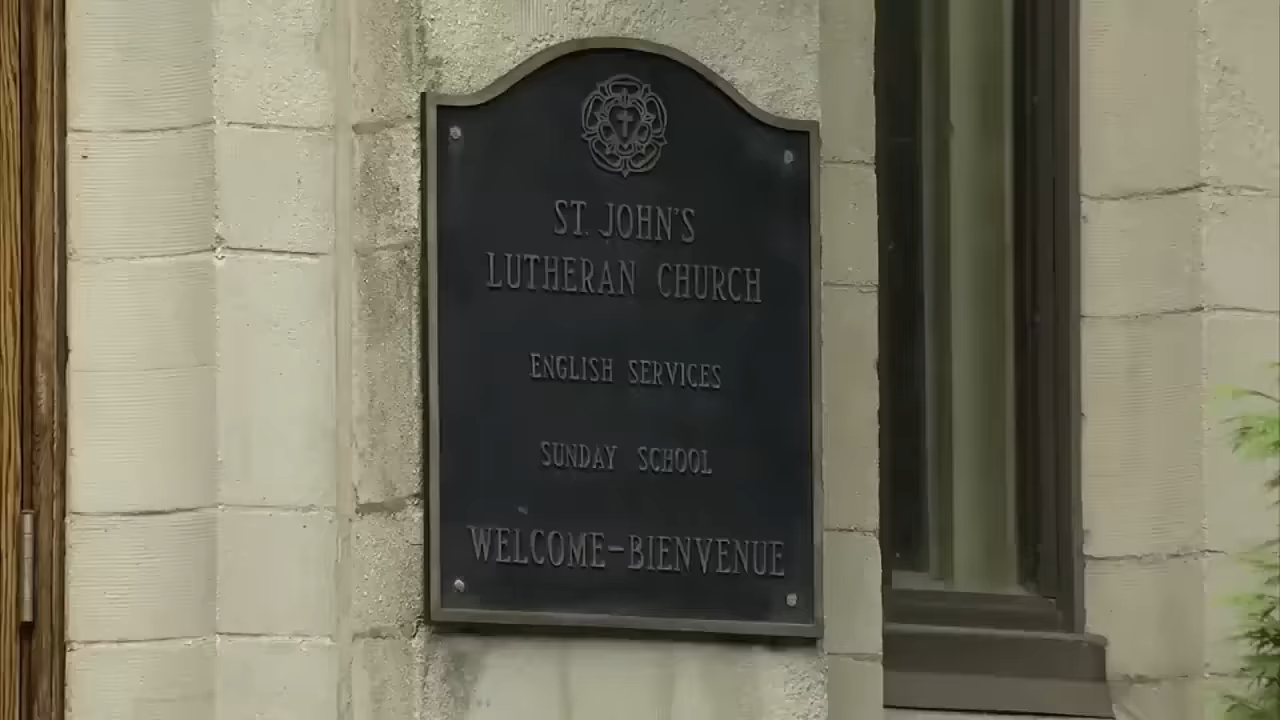 ST. JOHN'S
LUTHERAN CHURCH
ENGLISH SERVICES
SUNDAY SCHOOL
WELCOME-BIENVENUE